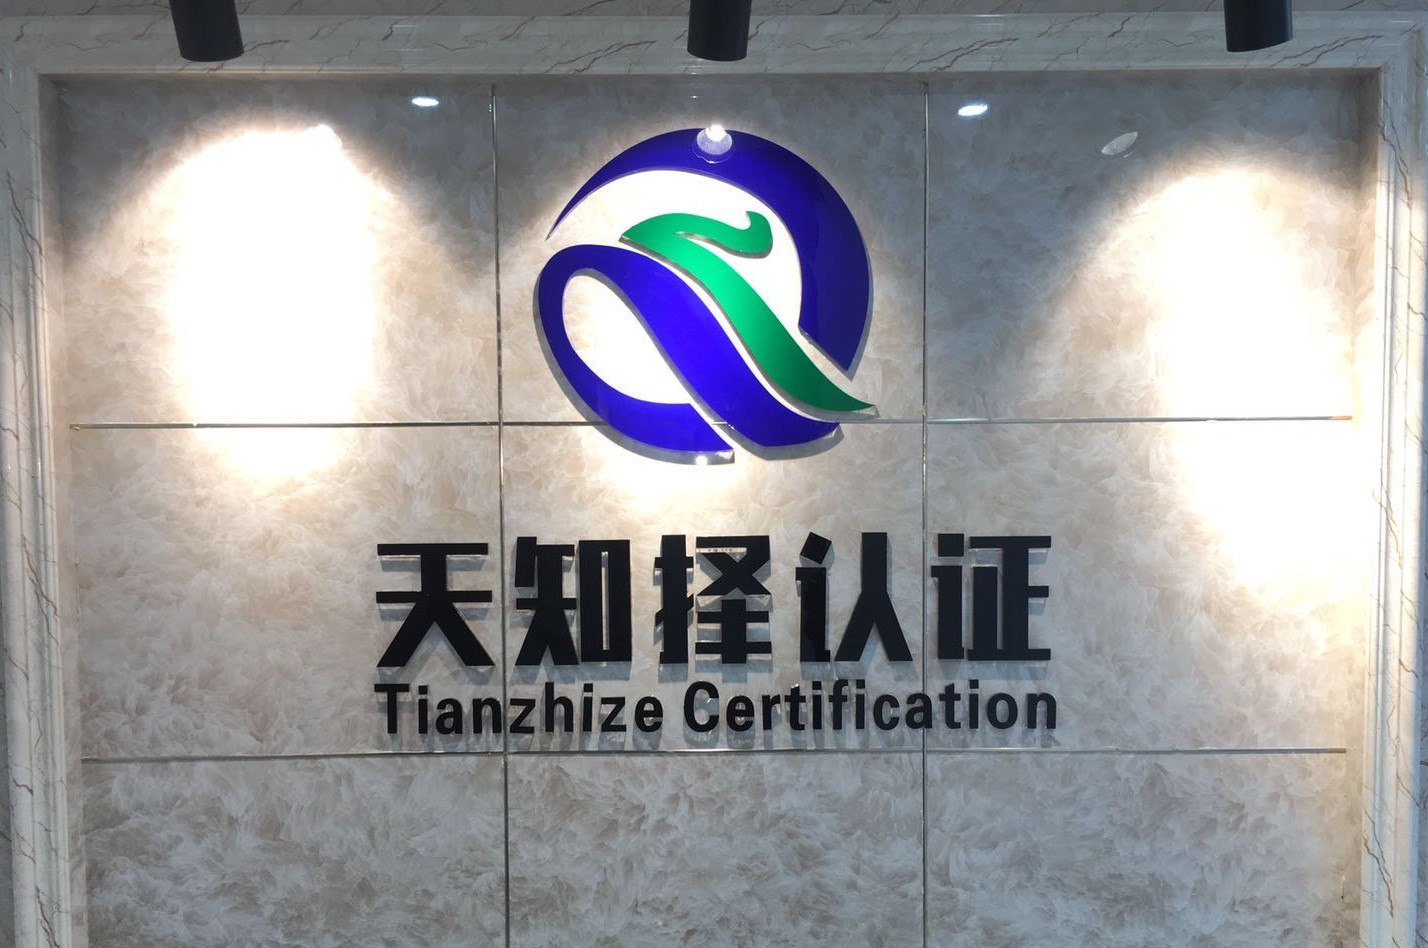 天知择认证
Tianzhize Certification